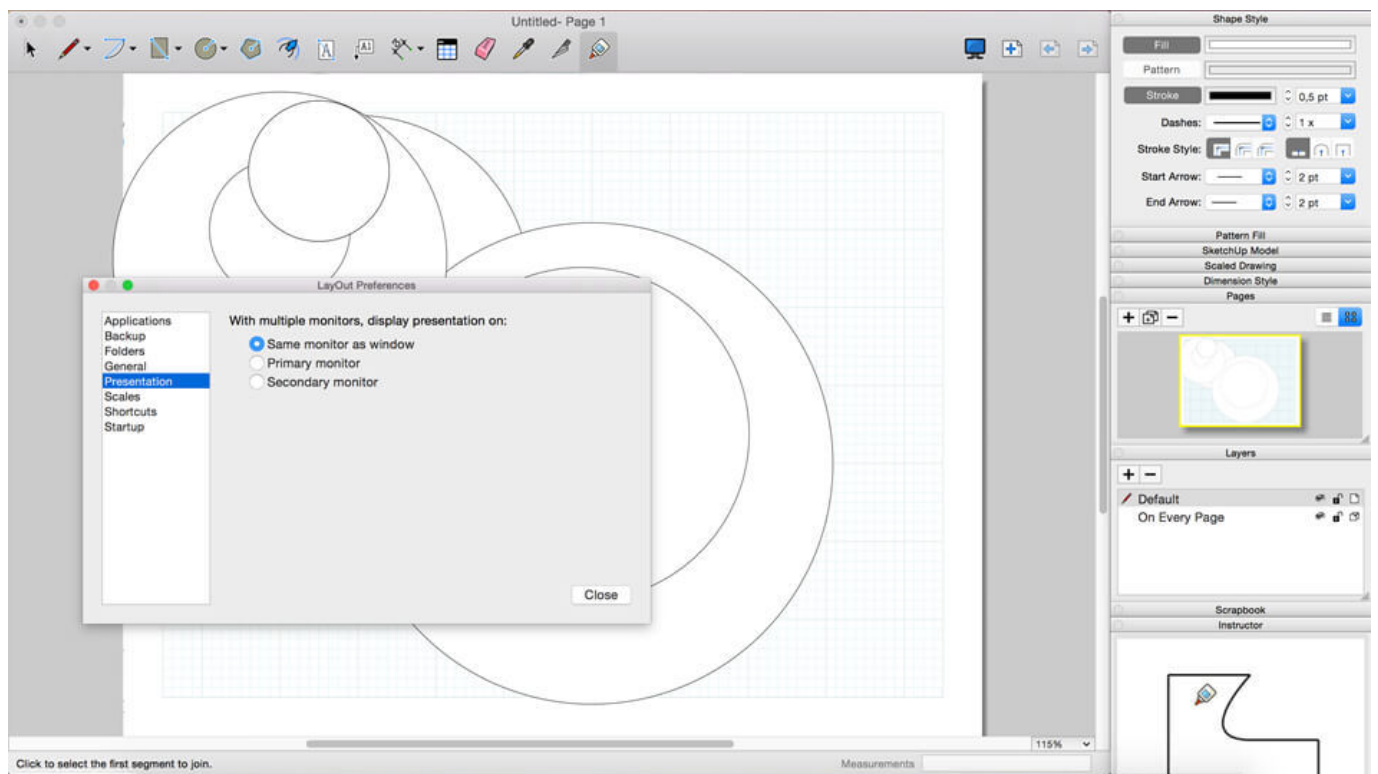 Untitled- Page 1
A
A1
LayOut Preferences
Applications
Backup
Folders
General
Presentation
Scales
Shortcuts
Startup
With multiple monitors, display presentation on:
Same monitor as window
Primary monitor
Secondary monitor
Close
115%
Click to select the first segment to join.
Measurements
Shape Style
Fill
Pattern
Stroke
0,5 pt
Dashes:
1 x
Stroke Style:
Start Arrow:
2 pt
End Arrow:
2 pt
Pattern Fill
SketchUp Model
Scaled Drawing
Dimension Style
Pages
Layers
Default
On Every Page
Scrapbook
Instructor